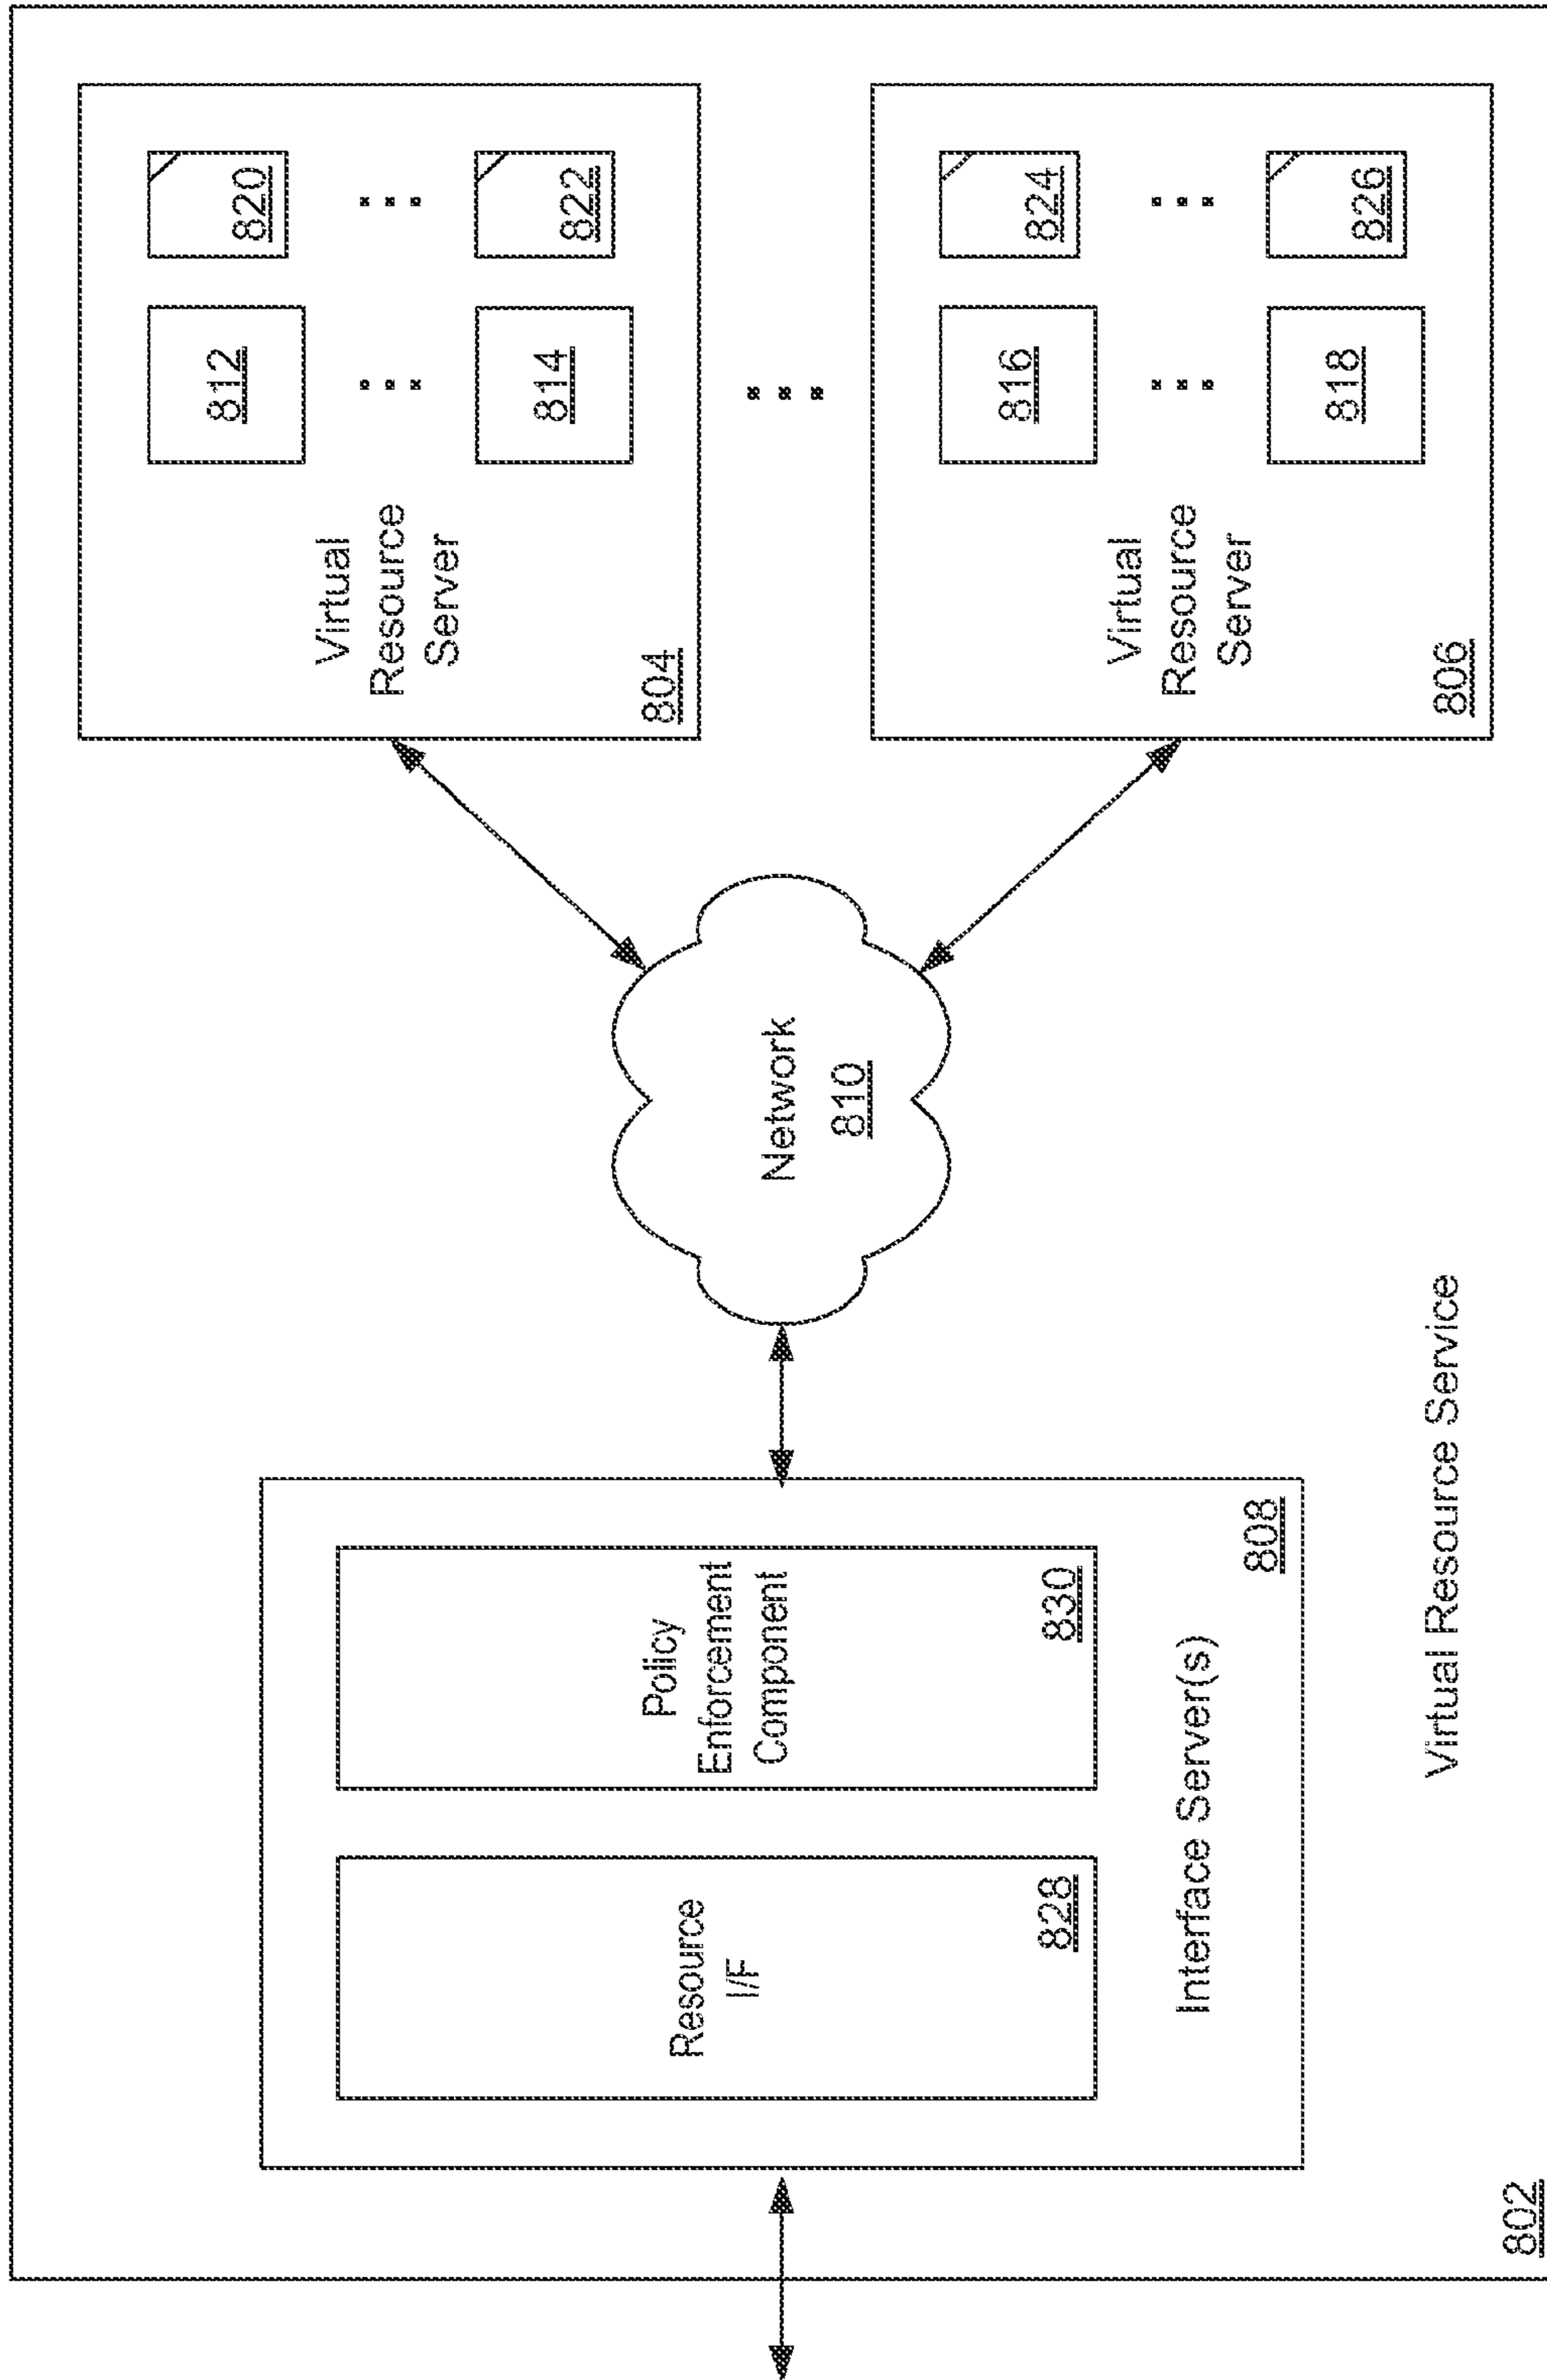 Resource
I/F
828
Policy
Enforcement
Component
830
Interface Server(s)
808
Network
810
Virtual
Resource
Server
804
812
820
814
822
Virtual
Resource
Server
806
816
824
818
826
Virtual Resource Service
802